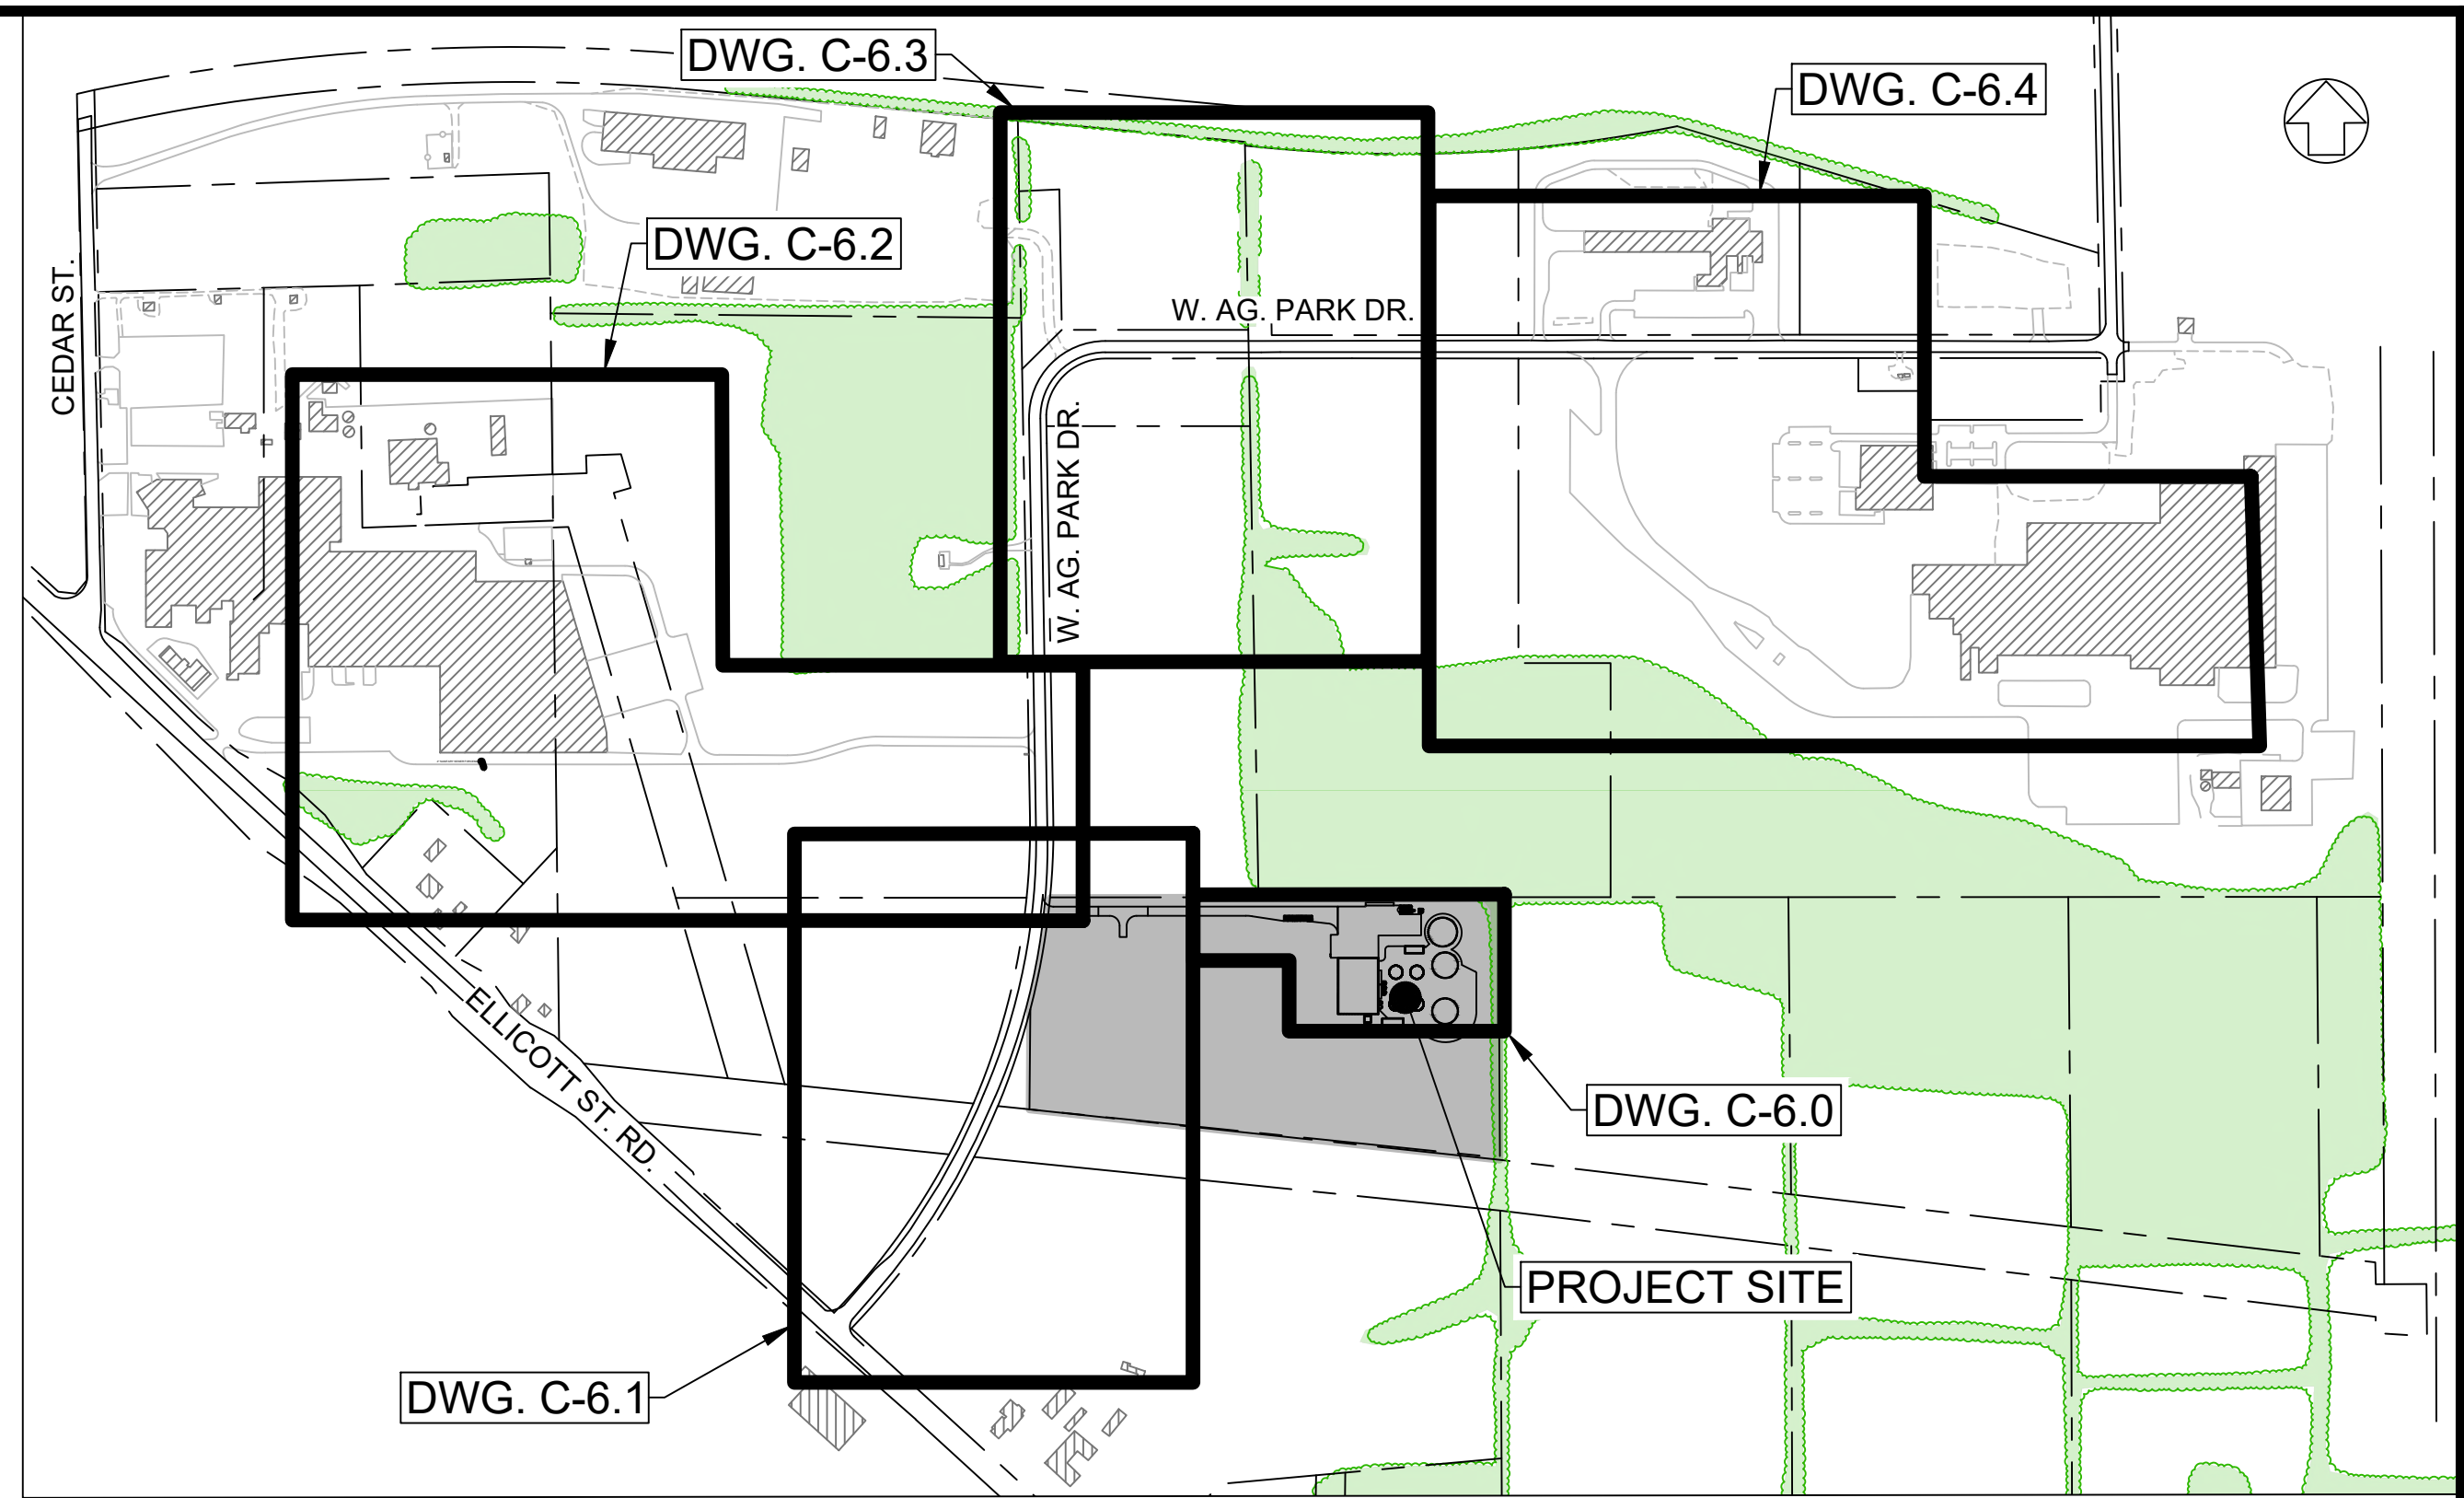 DWG. C-6.3
DWG. C-6.4
DWG. C-6.2
CEDAR ST.
W. AG. PARK DR.
W. AG. PARK DR.
ELLICOTT ST. RD.
DWG. C-6.0
PROJECT SITE
DWG. C-6.1